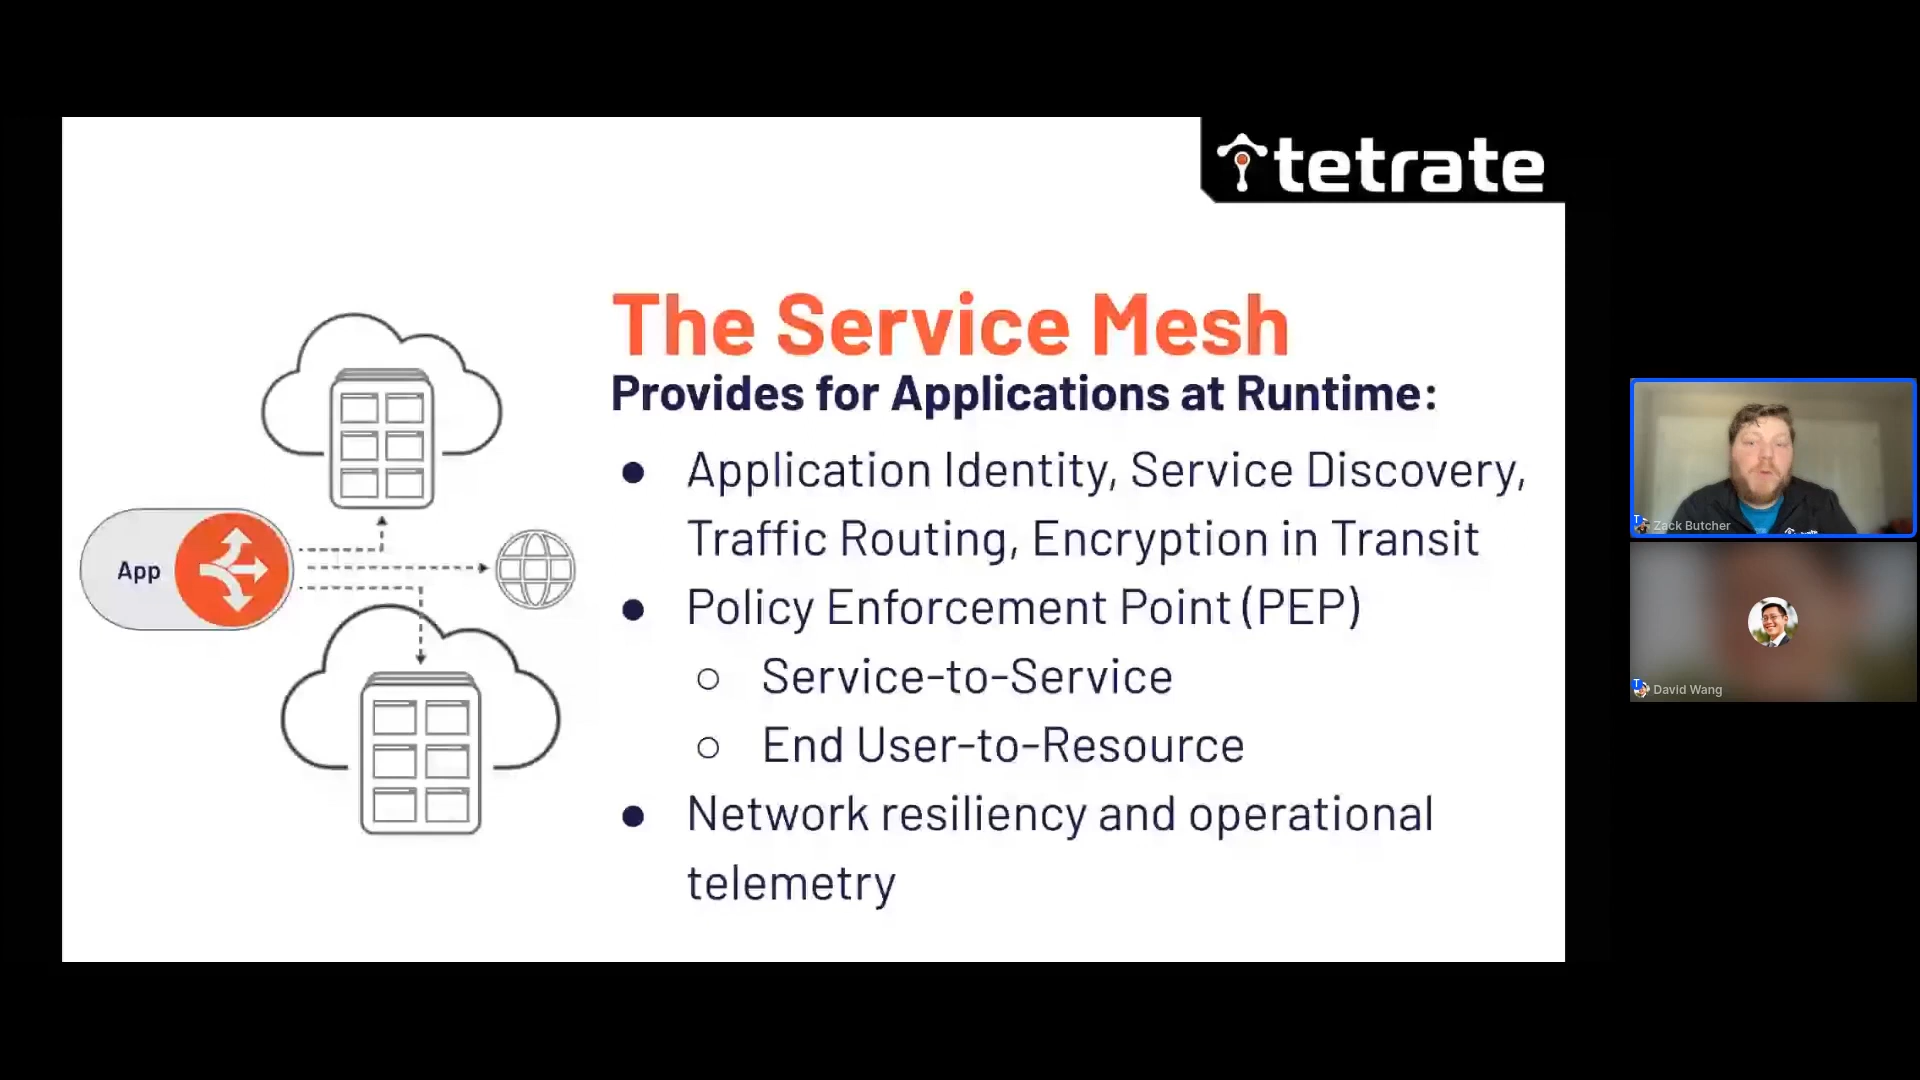 tetrate
The Service Mesh
Provides for Applications at Runtime:
● Application Identity, Service Discovery,
Traffic Routing, Encryption in Transit
● Policy Enforcement Point (PEP)
○ Service-to-Service
○ End User-to-Resource
● Network resiliency and operational
telemetry
App
Zack Butcher
David Wang